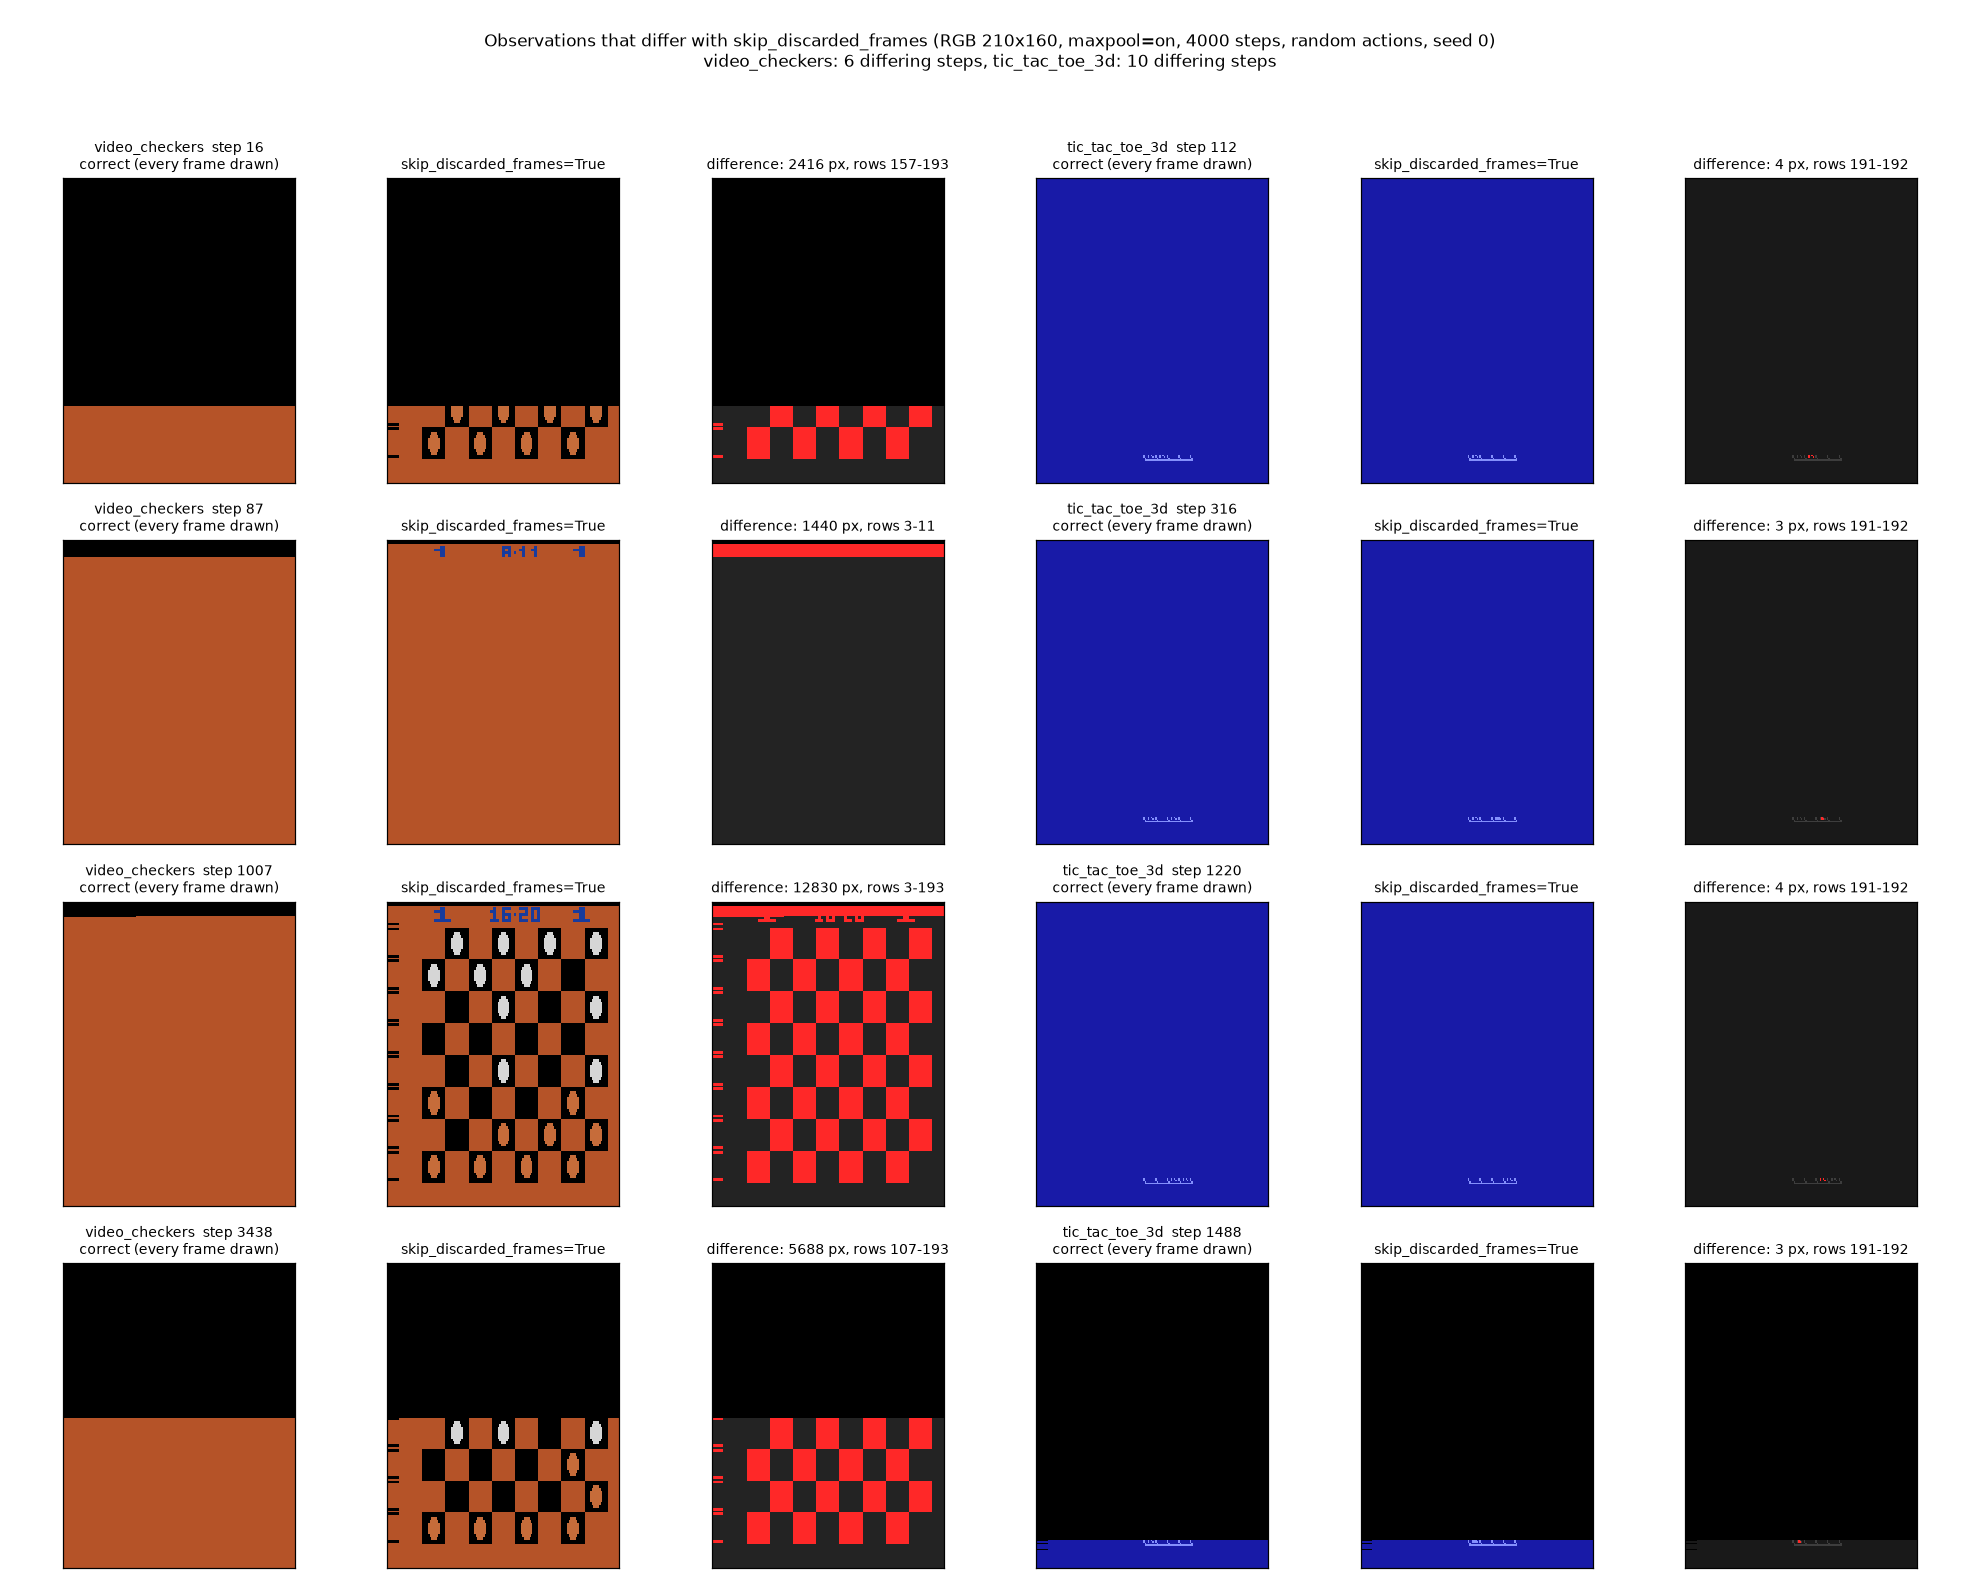 Observations that differ with skip_discarded_frames (RGB 210x160, maxpool=on, 4000 steps, random actions, seed 0)
video_checkers: 6 differing steps, tic_tac_toe_3d: 10 differing steps
video_checkers  step 16
correct (every frame drawn)
skip_discarded_frames=True
difference: 2416 px, rows 157-193
tic_tac_toe_3d  step 112
correct (every frame drawn)
skip_discarded_frames=True
difference: 4 px, rows 191-192
video_checkers  step 87
correct (every frame drawn)
skip_discarded_frames=True
difference: 1440 px, rows 3-11
tic_tac_toe_3d  step 316
correct (every frame drawn)
skip_discarded_frames=True
difference: 3 px, rows 191-192
video_checkers  step 1007
correct (every frame drawn)
skip_discarded_frames=True
1 16·20 1
difference: 12830 px, rows 3-193
tic_tac_toe_3d  step 1220
correct (every frame drawn)
skip_discarded_frames=True
difference: 4 px, rows 191-192
video_checkers  step 3438
correct (every frame drawn)
skip_discarded_frames=True
difference: 5688 px, rows 107-193
tic_tac_toe_3d  step 1488
correct (every frame drawn)
skip_discarded_frames=True
difference: 3 px, rows 191-192